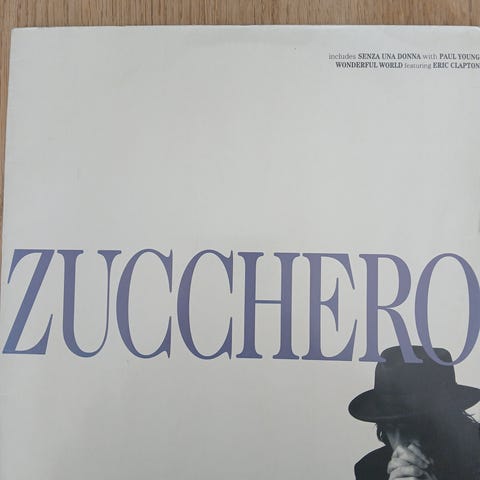 includes SENZA UNA DONNA with PAUL YOUNG
WONDERFUL WORLD featuring ERIC CLAPTON
ZUCCHERO